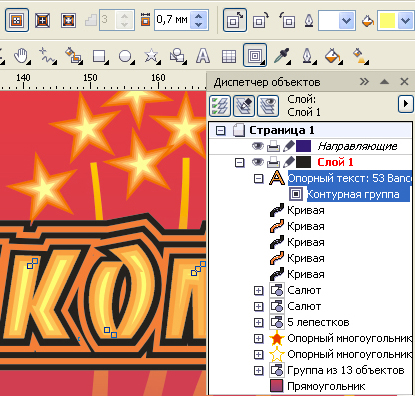 3 0,7 мм
140 150 160
Диспетчер объектов
Слой:
Слой 1
Страница 1
Направляющие
Слой 1
Опорный текст: 53 Banc
Контурная группа
Кривая
Кривая
Кривая
Кривая
Кривая
Салют
Салют
5 лепестков
Опорный многоугольник
Опорный многоугольник
Группа из 13 объектов
Прямоугольник
КОП